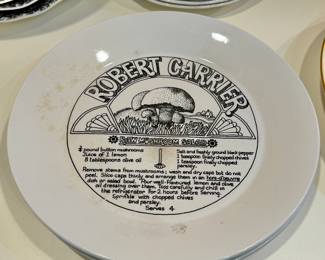 ROBERT CARRIER
RAW MUSHROOM SALAD
½ pound button mushrooms
Juice of 1 lemon
8 tablespoons olive oil
Salt and freshly ground black pepper
1 teaspoon finely chopped chives
1 teaspoon finely chopped
parsley
Remove stems from mushrooms; wash and dry caps but do not
peel. Slice caps thinly and arrange them on an hors-d'oeuvre
dish or salad bowl. Pour well-flavoured lemon and olive
oil dressing over them. Toss carefully and chill in
the refrigerator for 2 hours before serving.
Sprinkle with chopped chives
and parsley.
Serves 4